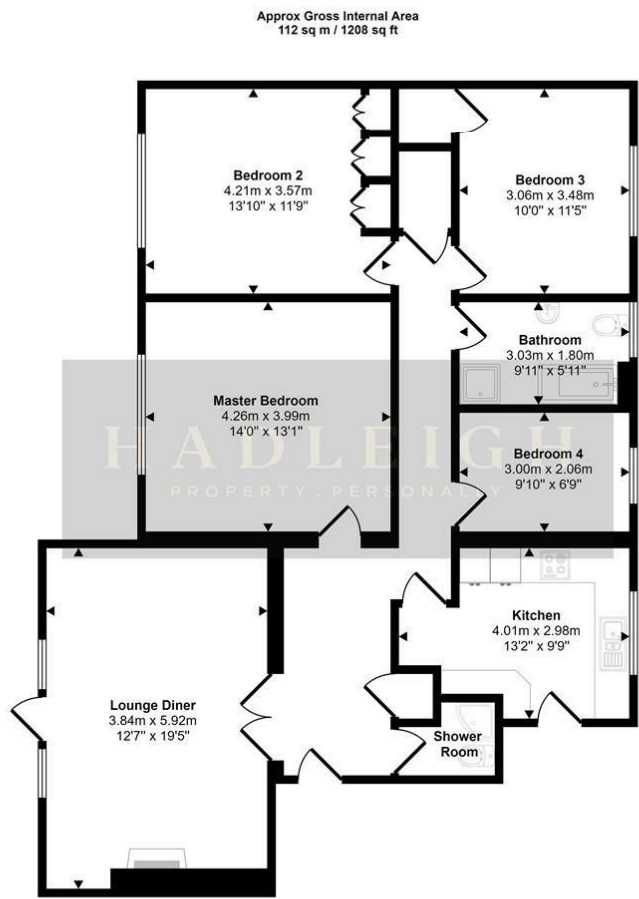 Approx Gross Internal Area
112 sq m / 1208 sq ft
Bedroom 2
4.21m x 3.57m
13'10" x 11'9"
Bedroom 3
3.06m x 3.48m
10'0" x 11'5"
Bathroom
3.03m x 1.80m
9'11" x 5'11"
Master Bedroom
4.26m x 3.99m
14'0" x 13'1"
HADLEIGH
PROPERTY. PERSONALLY
Bedroom 4
3.00m x 2.06m
9'10" x 6'9"
Kitchen
4.01m x 2.98m
13'2" x 9'9"
Lounge Diner
3.84m x 5.92m
12'7" x 19'5"
Shower
Room